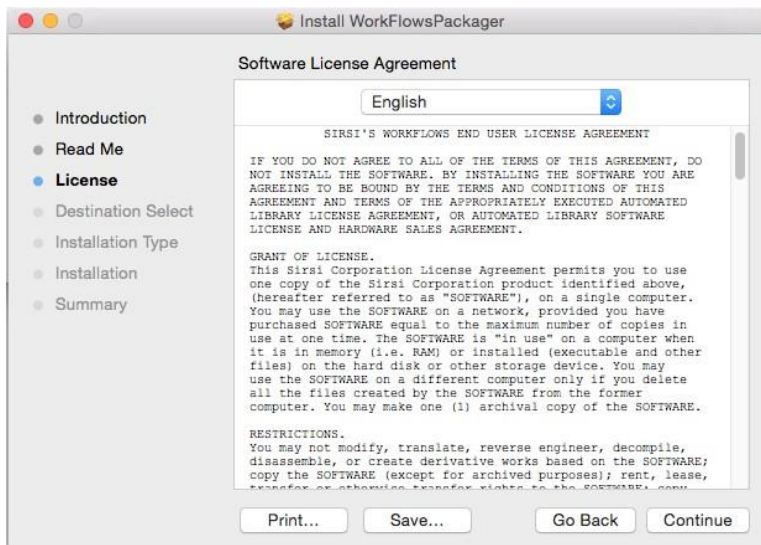 Install WorkFlowsPackager
Software License Agreement
Introduction
Read Me
License
Destination Select
Installation Type
Installation
Summary
English
SIRSI'S WORKFLOWS END USER LICENSE AGREEMENT
IF YOU DO NOT AGREE TO ALL OF THE TERMS OF THIS AGREEMENT, DO
NOT INSTALL THE SOFTWARE. BY INSTALLING THE SOFTWARE YOU ARE
AGREEING TO BE BOUND BY THE TERMS AND CONDITIONS OF THIS
AGREEMENT AND TERMS OF THE APPROPRIATELY EXECUTED AUTOMATED
LIBRARY LICENSE AGREEMENT, OR AUTOMATED LIBRARY SOFTWARE
LICENSE AND HARDWARE SALES AGREEMENT.
GRANT OF LICENSE.
This Sirsi Corporation License Agreement permits you to use
one copy of the Sirsi Corporation product identified above,
(hereafter referred to as "SOFTWARE"), on a single computer.
You may use the SOFTWARE on a network, provided you have
purchased SOFTWARE equal to the maximum number of copies in
use at one time. The SOFTWARE is "in use" on a computer when
it is in memory (i.e. RAM) or installed (executable and other
files) on the hard disk or other storage device. You may
use the SOFTWARE on a different computer only if you delete
all the files created by the SOFTWARE from the former
computer. You may make one (1) archival copy of the SOFTWARE.
RESTRICTIONS.
You may not modify, translate, reverse engineer, decompile,
disassemble, or create derivative works based on the SOFTWARE;
copy the SOFTWARE (except for archived purposes); rent, lease,
transfer or otherwise transfer rights to the SOFTWARE; copy
Print...
Save...
Go Back
Continue